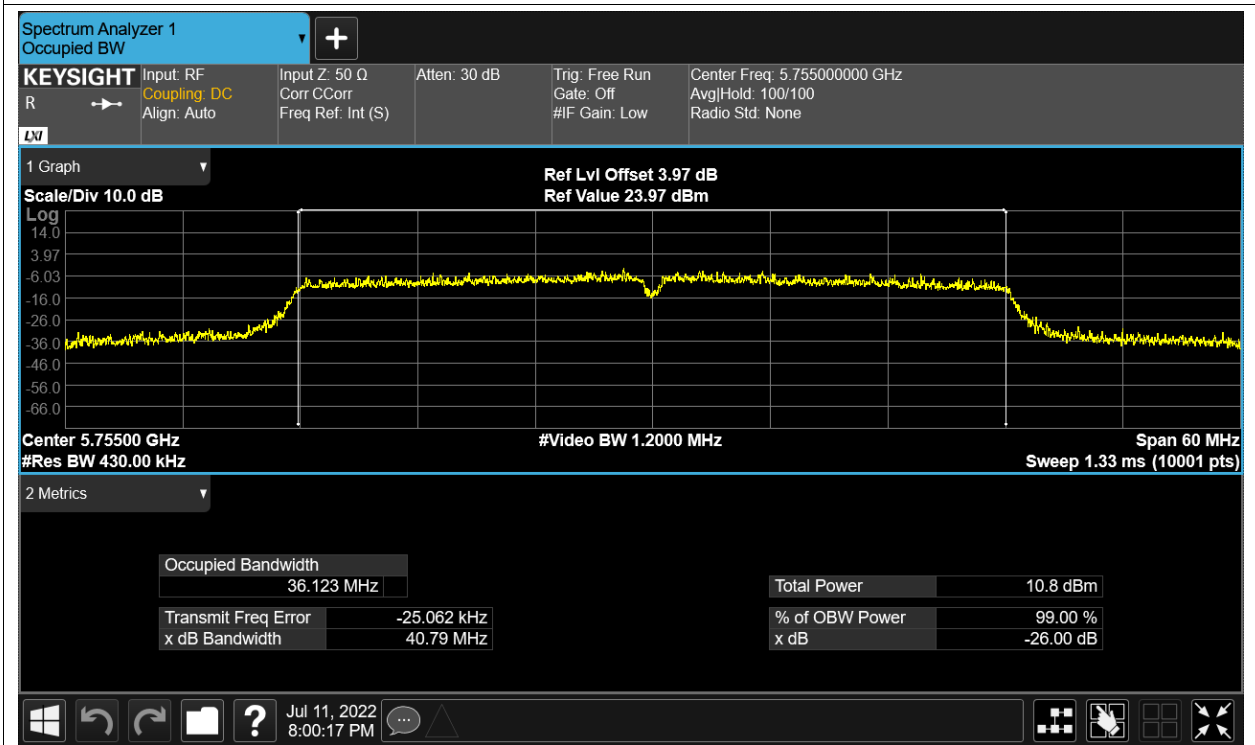 Spectrum Analyzer 1
Occupied BW
KEYSIGHT
R
LXI
Input: RF
Coupling: DC
Align: Auto
Input Z: 50 Ω
Corr CCorr
Freq Ref: Int (S)
Atten: 30 dB
Trig: Free Run
Gate: Off
#IF Gain: Low
Center Freq: 5.755000000 GHz
Avg|Hold: 100/100
Radio Std: None
1 Graph
Scale/Div 10.0 dB
Ref Lvl Offset 3.97 dB
Ref Value 23.97 dBm
Log
14.0
3.97
-6.03
-16.0
-26.0
-36.0
-46.0
-56.0
-66.0
Center 5.75500 GHz
#Res BW 430.00 kHz
#Video BW 1.2000 MHz
Span 60 MHz
Sweep 1.33 ms (10001 pts)
2 Metrics
Occupied Bandwidth
36.123 MHz
Transmit Freq Error -25.062 kHz
x dB Bandwidth 40.79 MHz
Total Power 10.8 dBm
% of OBW Power 99.00 %
x dB -26.00 dB
?
Jul 11, 2022
8:00:17 PM